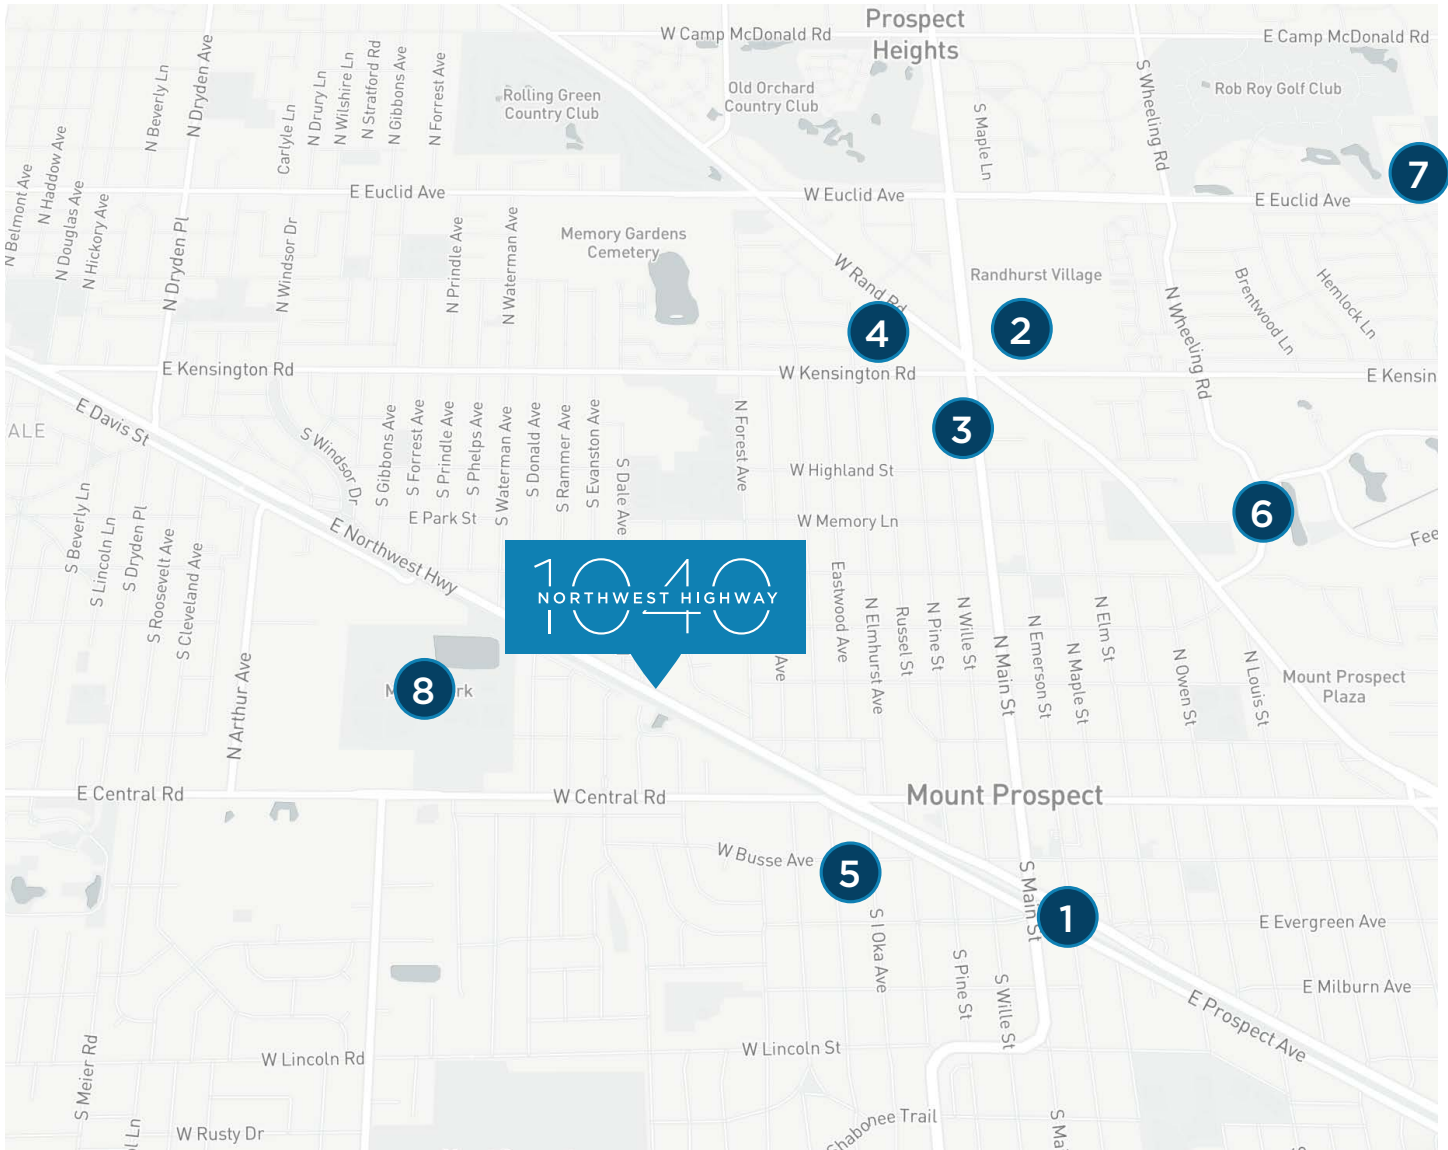 Prospect
Heights
W Camp McDonald Rd
E Camp McDonald Rd
N Beverly Ln
N Dryden Ave
Carlyle Ln
N Drury Ln
N Wilshire Ln
N Stratford Rd
N Gibbons Ave
N Forrest Ave
Rolling Green
Country Club
Old Orchard
Country Club
S Maple Ln
S Wheeling Rd
Rob Roy Golf Club
7
N Belmont Ave
N Haddow Ave
N Douglas Ave
N Hickory Ave
E Euclid Ave
W Euclid Ave
E Euclid Ave
N Dryden Pl
N Windsor Dr
N Prindle Ave
N Waterman Ave
Memory Gardens
Cemetery
W Rand Rd
Randhurst Village
N Wheeling Rd
Brentwood Ln
Hemlock Ln
4
2
E Kensington Rd
W Kensington Rd
E Kensin
E Davis St
ALE
S Windsor Dr
S Gibbons Ave
S Forrest Ave
S Prindle Ave
S Phelps Ave
S Waterman Ave
S Donald Ave
S Rammer Ave
S Evanston Ave
S Dale Ave
N Forest Ave
3
W Highland St
E Park St
W Memory Ln
6
Fee
S Beverly Ln
S Lincoln Ln
S Dryden Pl
S Roosevelt Ave
S Cleveland Ave
E Northwest Hwy
1040
NORTHWEST HIGHWAY
Ave
Eastwood Ave
N Elmhurst Ave
Russel St
N Pine St
N Wille St
N Main St
N Emerson St
N Maple St
N Elm St
N Owen St
N Louis St
Mount Prospect
Plaza
N Arthur Ave
M
8
rk
E Central Rd
W Central Rd
Mount Prospect
W Busse Ave
5
S I Oka Ave
S Main St
1
E Evergreen Ave
S Pine St
S Wille St
E Milburn Ave
E Prospect Ave
S Meier Rd
W Lincoln Rd
W Lincoln St
ol Ln
W Rusty Dr
Shabonee Trail
S Ma